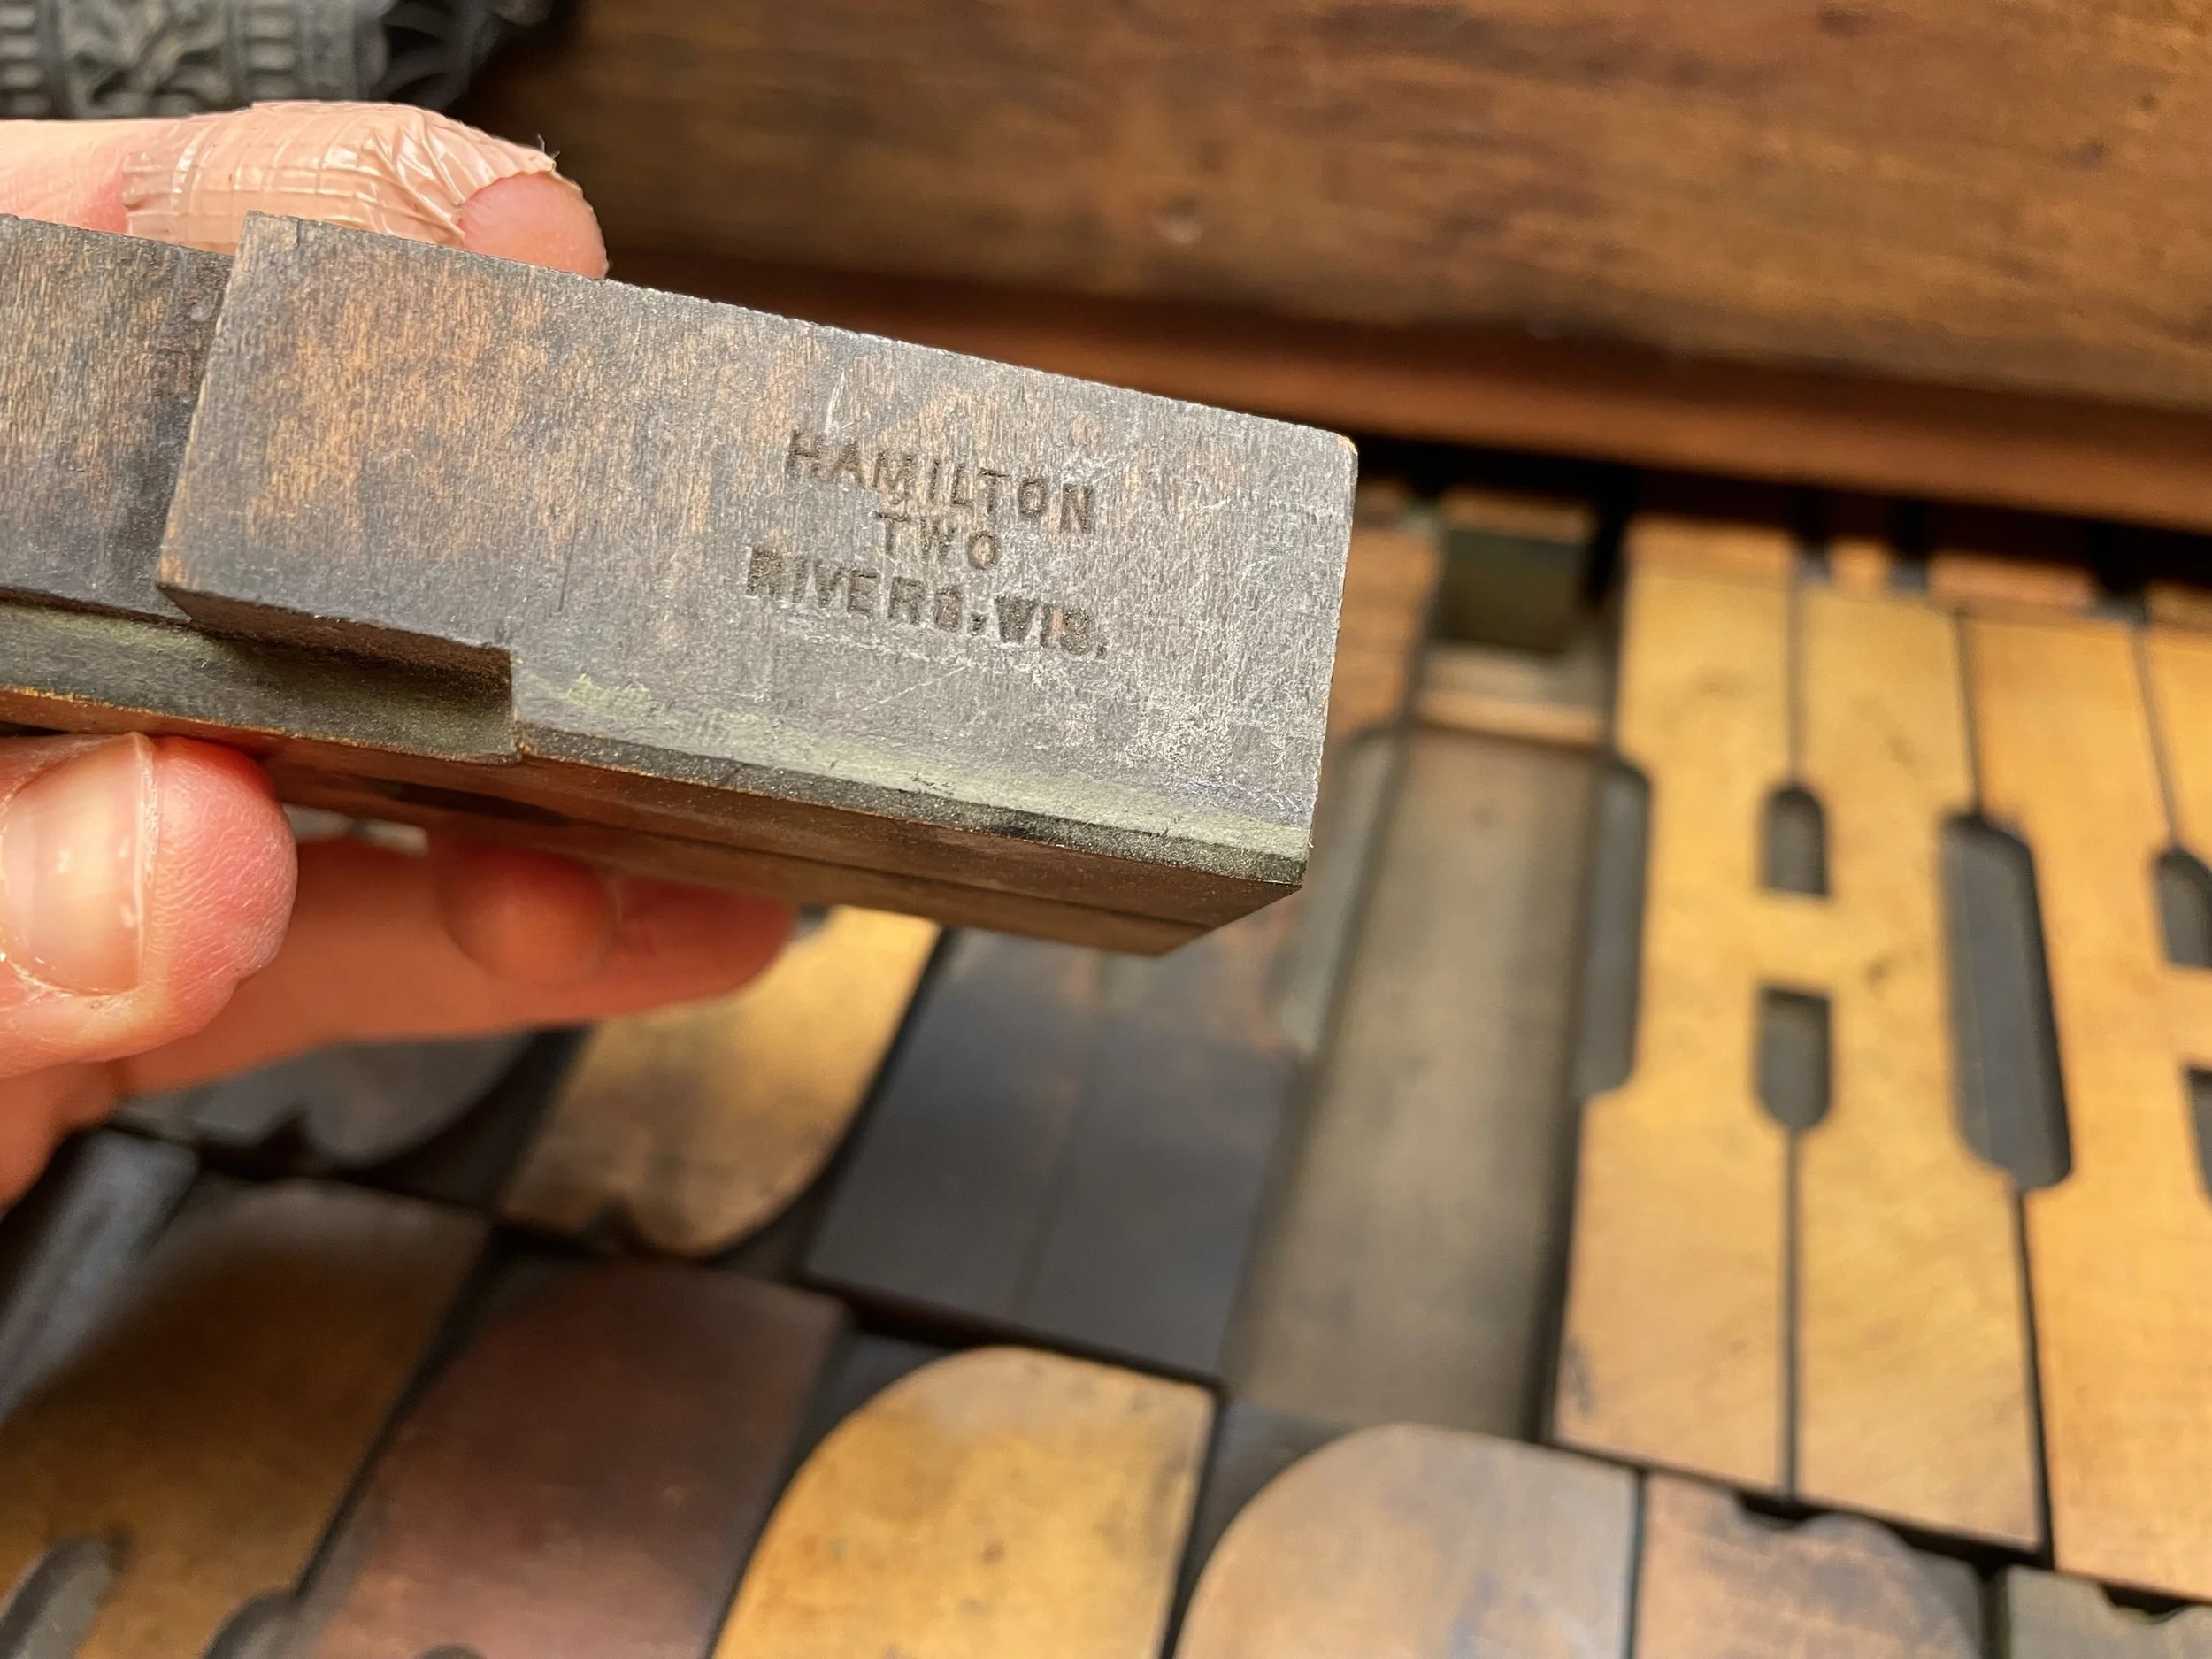 HAMILTON
TWO
RIVERS, WIS.